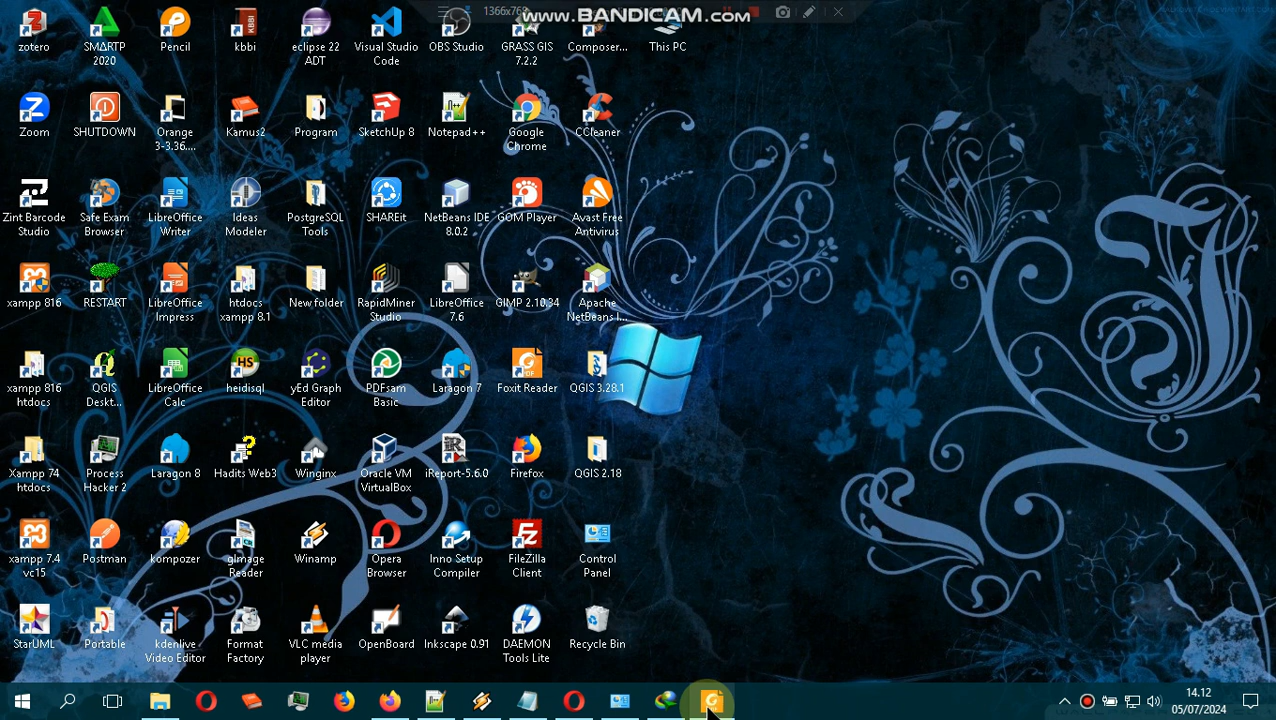 1366x768
www.BANDICAM.com
zotero
SMARTP
2020
Pencil
kbbi
eclipse 22
ADT
Visual Studio
Code
OBS Studio
GRASS GIS
7.2.2
Composer...
This PC
Zoom
SHUTDOWN
Orange
3-3.36....
Kamus2
Program
SketchUp 8
Notepad++
Google
Chrome
CCleaner
Zint Barcode
Studio
Safe Exam
Browser
LibreOffice
Writer
Ideas
Modeler
PostgreSQL
Tools
SHAREit
NetBeans IDE
8.0.2
GOM Player
Avast Free
Antivirus
xampp 816
RESTART
LibreOffice
Impress
htdocs
xampp 8.1
New folder
RapidMiner
Studio
LibreOffice
7.6
GIMP 2.10.34
Apache
NetBeans I...
xampp 816
htdocs
QGIS
Deskt...
LibreOffice
Calc
heidisql
yEd Graph
Editor
PDFsam
Basic
Laragon 7
Foxit Reader
QGIS 3.28.1
Xampp 74
htdocs
Process
Hacker 2
Laragon 8
Hadits Web3
Winginx
Oracle VM
VirtualBox
iReport-5.6.0
Firefox
QGIS 2.18
xampp 7.4
vc15
Postman
kompozer
gImage
Reader
Winamp
Opera
Browser
Inno Setup
Compiler
FileZilla
Client
Control
Panel
StarUML
Portable
kdenlive
Video Editor
Format
Factory
VLC media
player
OpenBoard
Inkscape 0.91
DAEMON
Tools Lite
Recycle Bin
14.12
05/07/2024